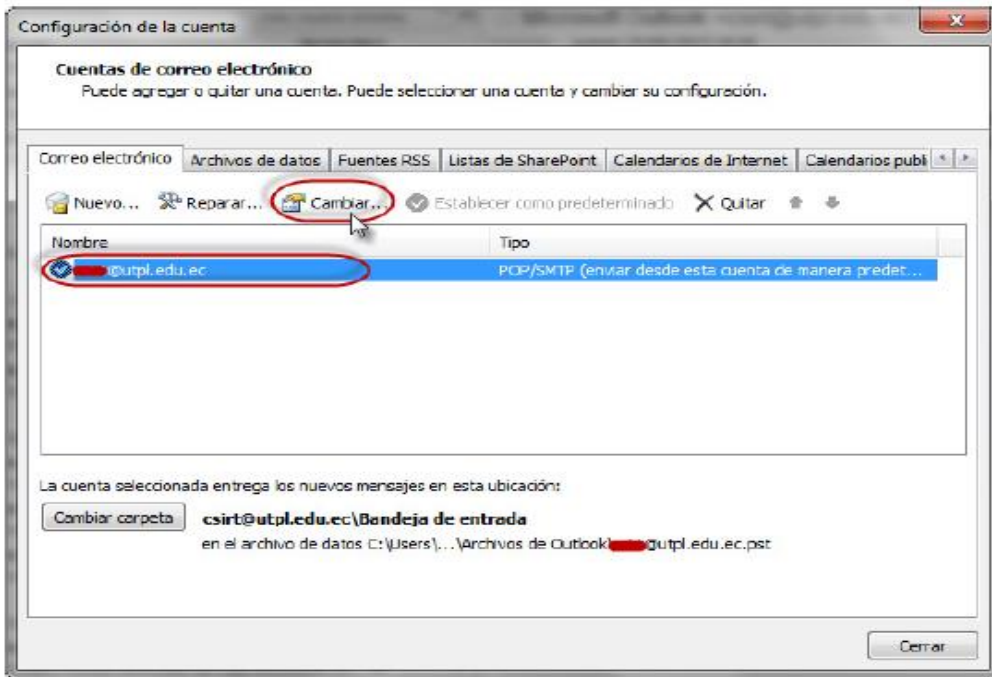 Configuración de la cuenta
Cuentas de correo electrónico
Puede agregar o quitar una cuenta. Puede seleccionar una cuenta y cambiar su configuración.
Correo electrónico Archivos de datos Fuentes RSS Listas de SharePoint Calendarios de Internet Calendarios publi
Nuevo... Reparar... Cambiar... Establecer como predeterminado Quitar
Nombre Tipo
@utpl.edu.ec POP/SMTP (enviar desde esta cuenta de manera predet...
La cuenta seleccionada entrega los nuevos mensajes en esta ubicación:
Cambiar carpeta csirt@utpl.edu.ec\Bandeja de entrada
en el archivo de datos C:\Users\...\Archivos de Outlook\ @utpl.edu.ec.pst
Cerrar